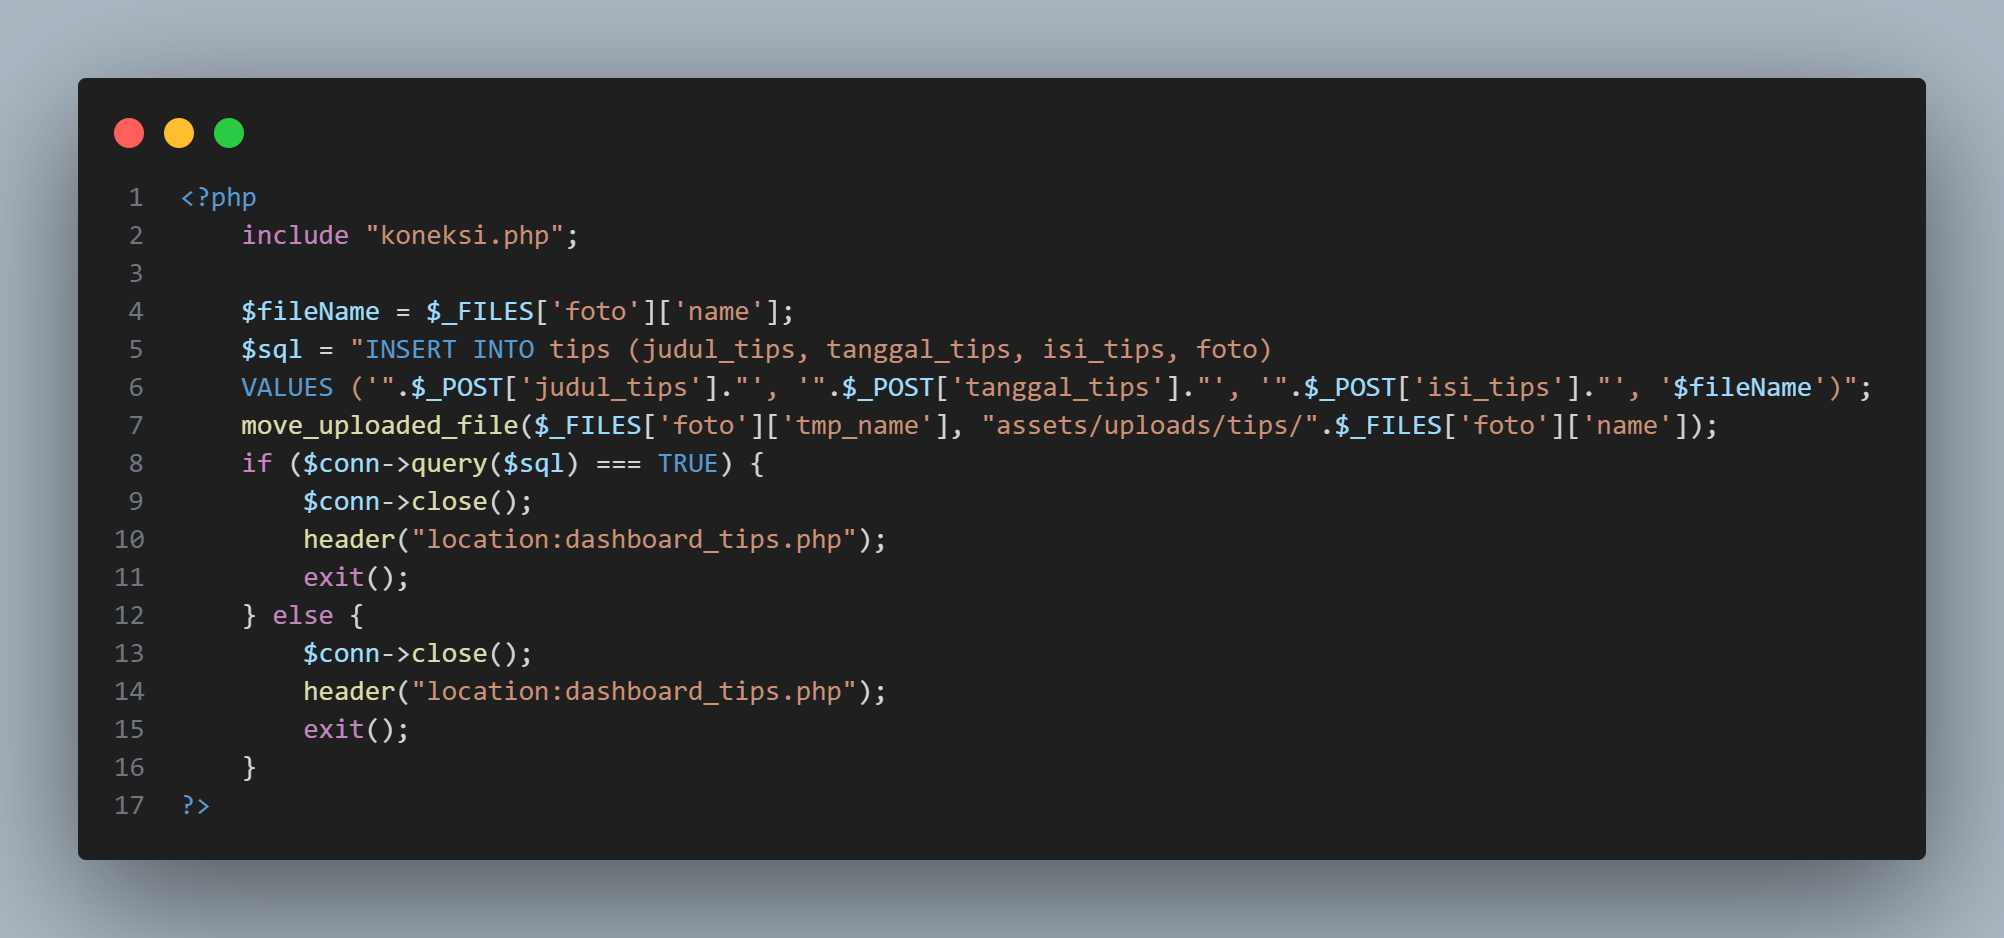 1 <?php
2     include "koneksi.php";
3
4     $fileName = $_FILES['foto']['name'];
5     $sql = "INSERT INTO tips (judul_tips, tanggal_tips, isi_tips, foto)
6     VALUES ('".$_POST['judul_tips']."', '".$_POST['tanggal_tips']."', '".$_POST['isi_tips']."', '$fileName')";
7     move_uploaded_file($_FILES['foto']['tmp_name'], "assets/uploads/tips/".$_FILES['foto']['name']);
8     if ($conn->query($sql) === TRUE) {
9         $conn->close();
10         header("location:dashboard_tips.php");
11         exit();
12     } else {
13         $conn->close();
14         header("location:dashboard_tips.php");
15         exit();
16     }
17 ?>